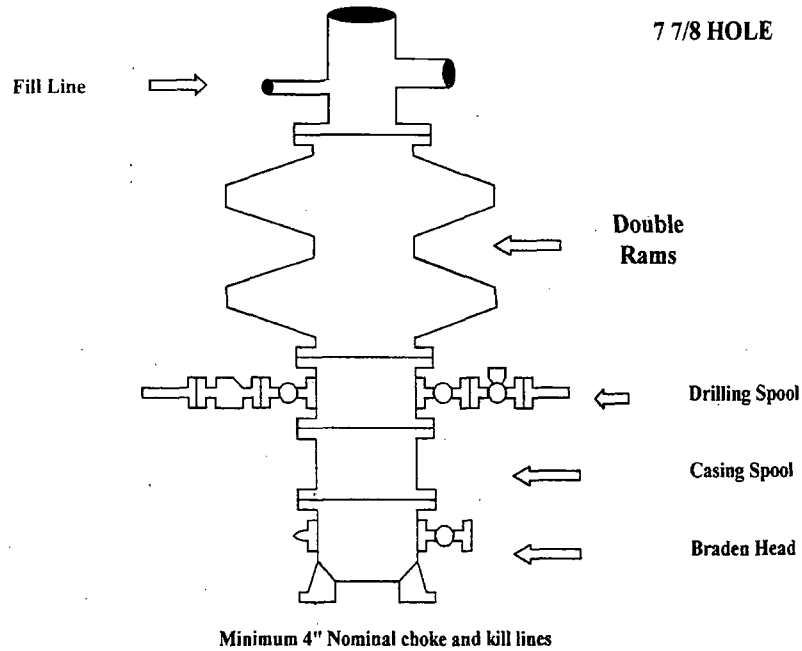 7 7/8 HOLE
Fill Line
Double
Rams
Drilling Spool
Casing Spool
Braden Head
Minimum 4" Nominal choke and kill lines